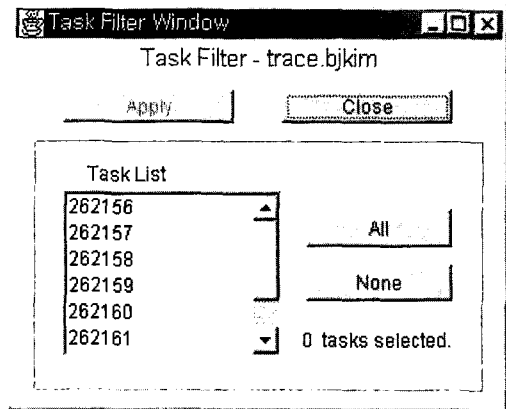 Task Filter Window
Task Filter - trace.bjkim
Apply
Close
Task List
262156
262157
262158
262159
262160
262161
All
None
0 tasks selected.